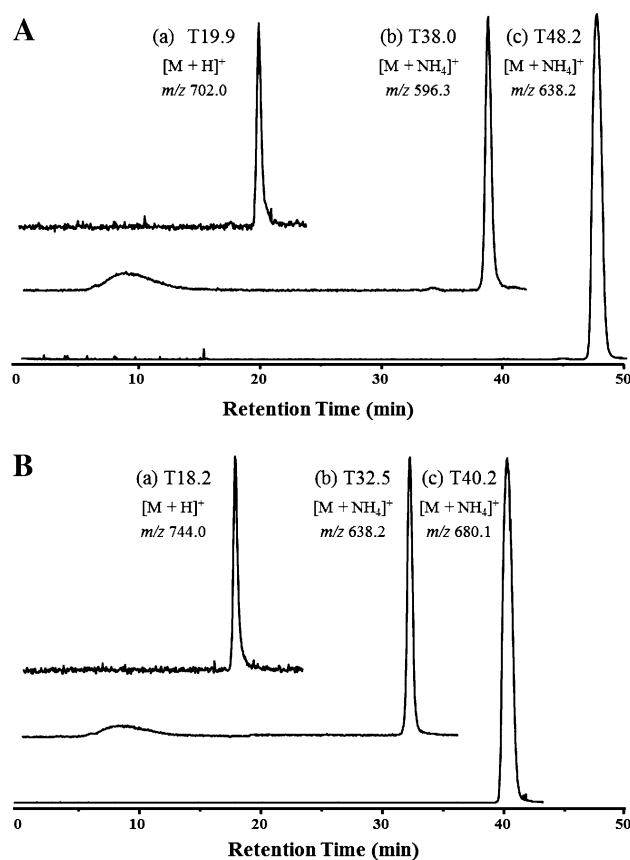 A
(a) T19.9 (b) T38.0 (c) T48.2
[M + H]⁺ [M + NH₄]⁺ [M + NH₄]⁺
m/z 702.0 m/z 596.3 m/z 638.2
0 10 20 30 40 50
Retention Time (min)
B
(a) T18.2 (b) T32.5 (c) T40.2
[M + H]⁺ [M + NH₄]⁺ [M + NH₄]⁺
m/z 744.0 m/z 638.2 m/z 680.1
0 10 20 30 40 50
Retention Time (min)